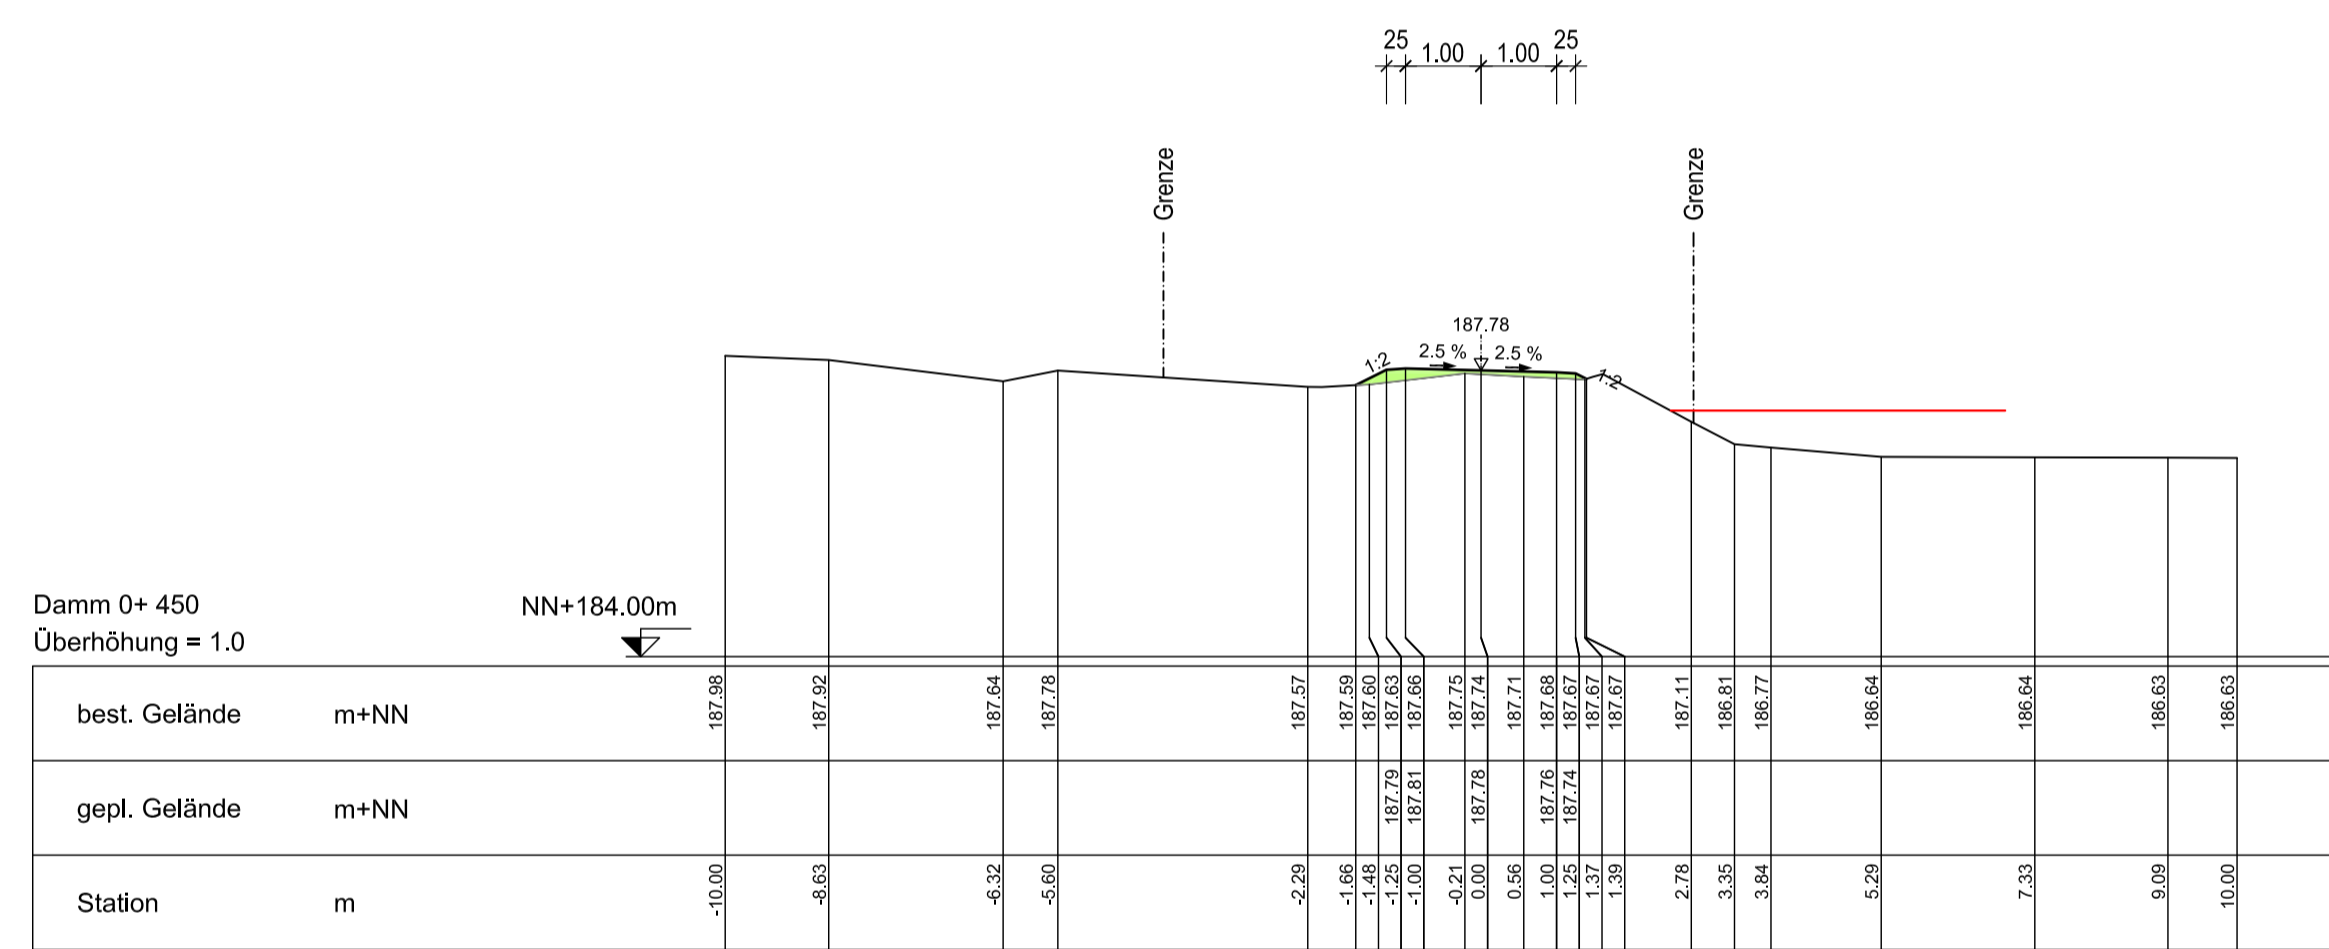 25 1.00 1.00 25
Grenze Grenze
187.78
1:2 2.5 % 2.5 % 1:2
Damm 0+ 450
NN+184.00m
Überhöhung = 1.0
best. Gelände m+NN 187.98 187.92 187.64 187.78 187.57 187.59 187.60 187.63 187.66 187.75 187.74 187.71 187.68 187.67 187.67 187.67 187.11 186.81 186.77 186.64 186.64 186.63 186.63
gepl. Gelände m+NN 187.79 187.81 187.78 187.76 187.74
Station m -10.00 -8.63 -6.32 -5.60 -2.29 -1.66 -1.48 -1.25 -1.00 -0.21 0.00 0.56 1.00 1.25 1.37 1.39 2.78 3.35 3.84 5.29 7.33 9.09 10.00